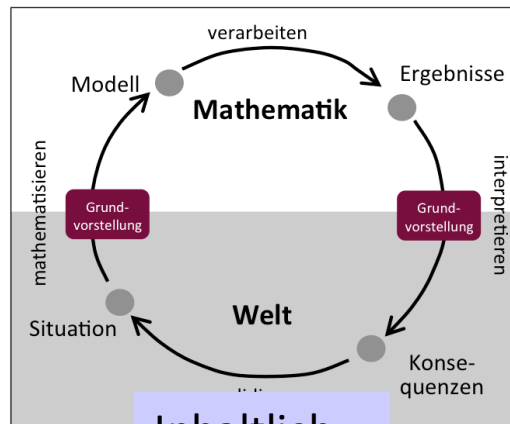 verarbeiten
Modell
Ergebnisse
Mathematik
mathematisieren
interpretieren
Grund-
vorstellung
Grund-
vorstellung
Welt
Situation
Konse-
quenzen